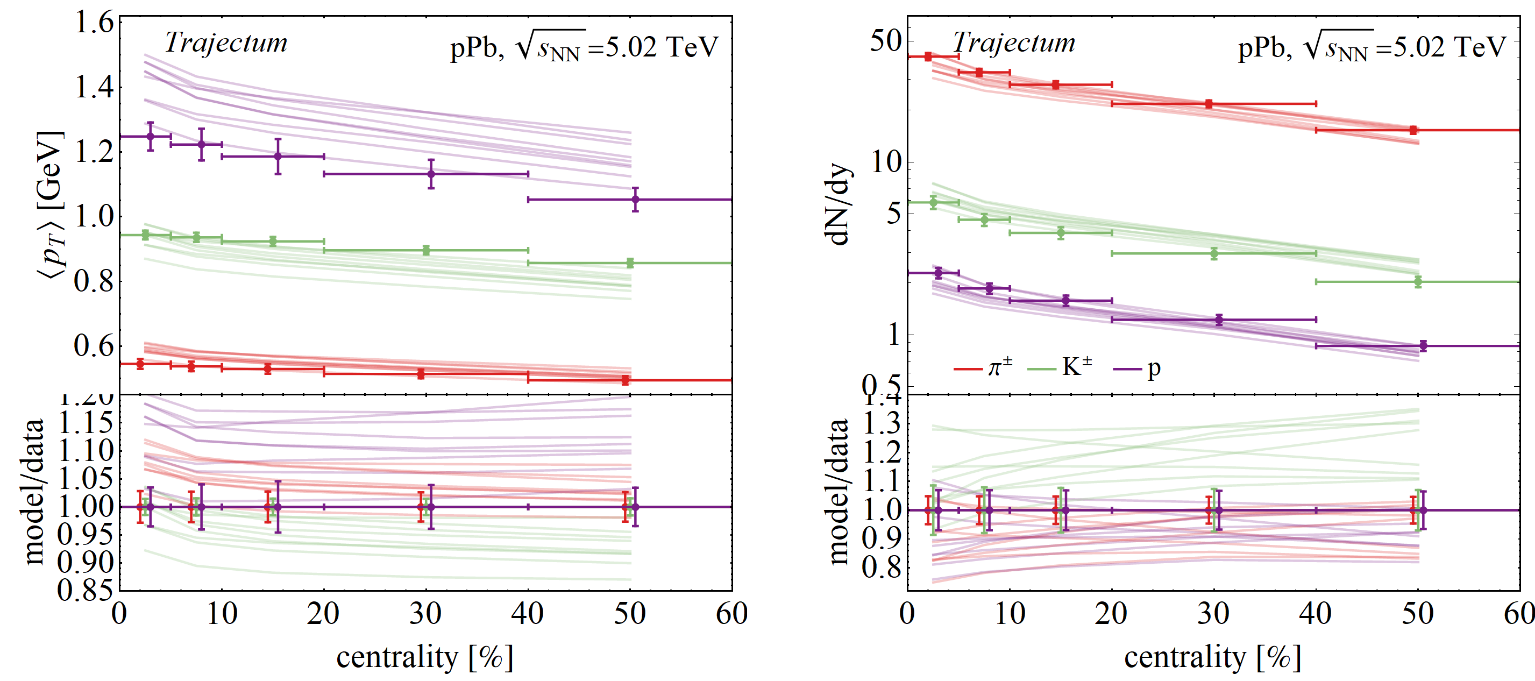 Trajectum
pPb, √sNN =5.02 TeV
1.6
1.4
1.2
1.0
0.8
0.6
⟨pT⟩ [GeV]
1.20
1.15
1.10
1.05
1.00
0.95
0.90
0.85
model/data
0 10 20 30 40 50 60
centrality [%]
Trajectum
pPb, √sNN =5.02 TeV
50
10
5
1
0.5
dN/dy
π± K± p
1.4
1.3
1.2
1.1
1.0
0.9
0.8
model/data
0 10 20 30 40 50 60
centrality [%]